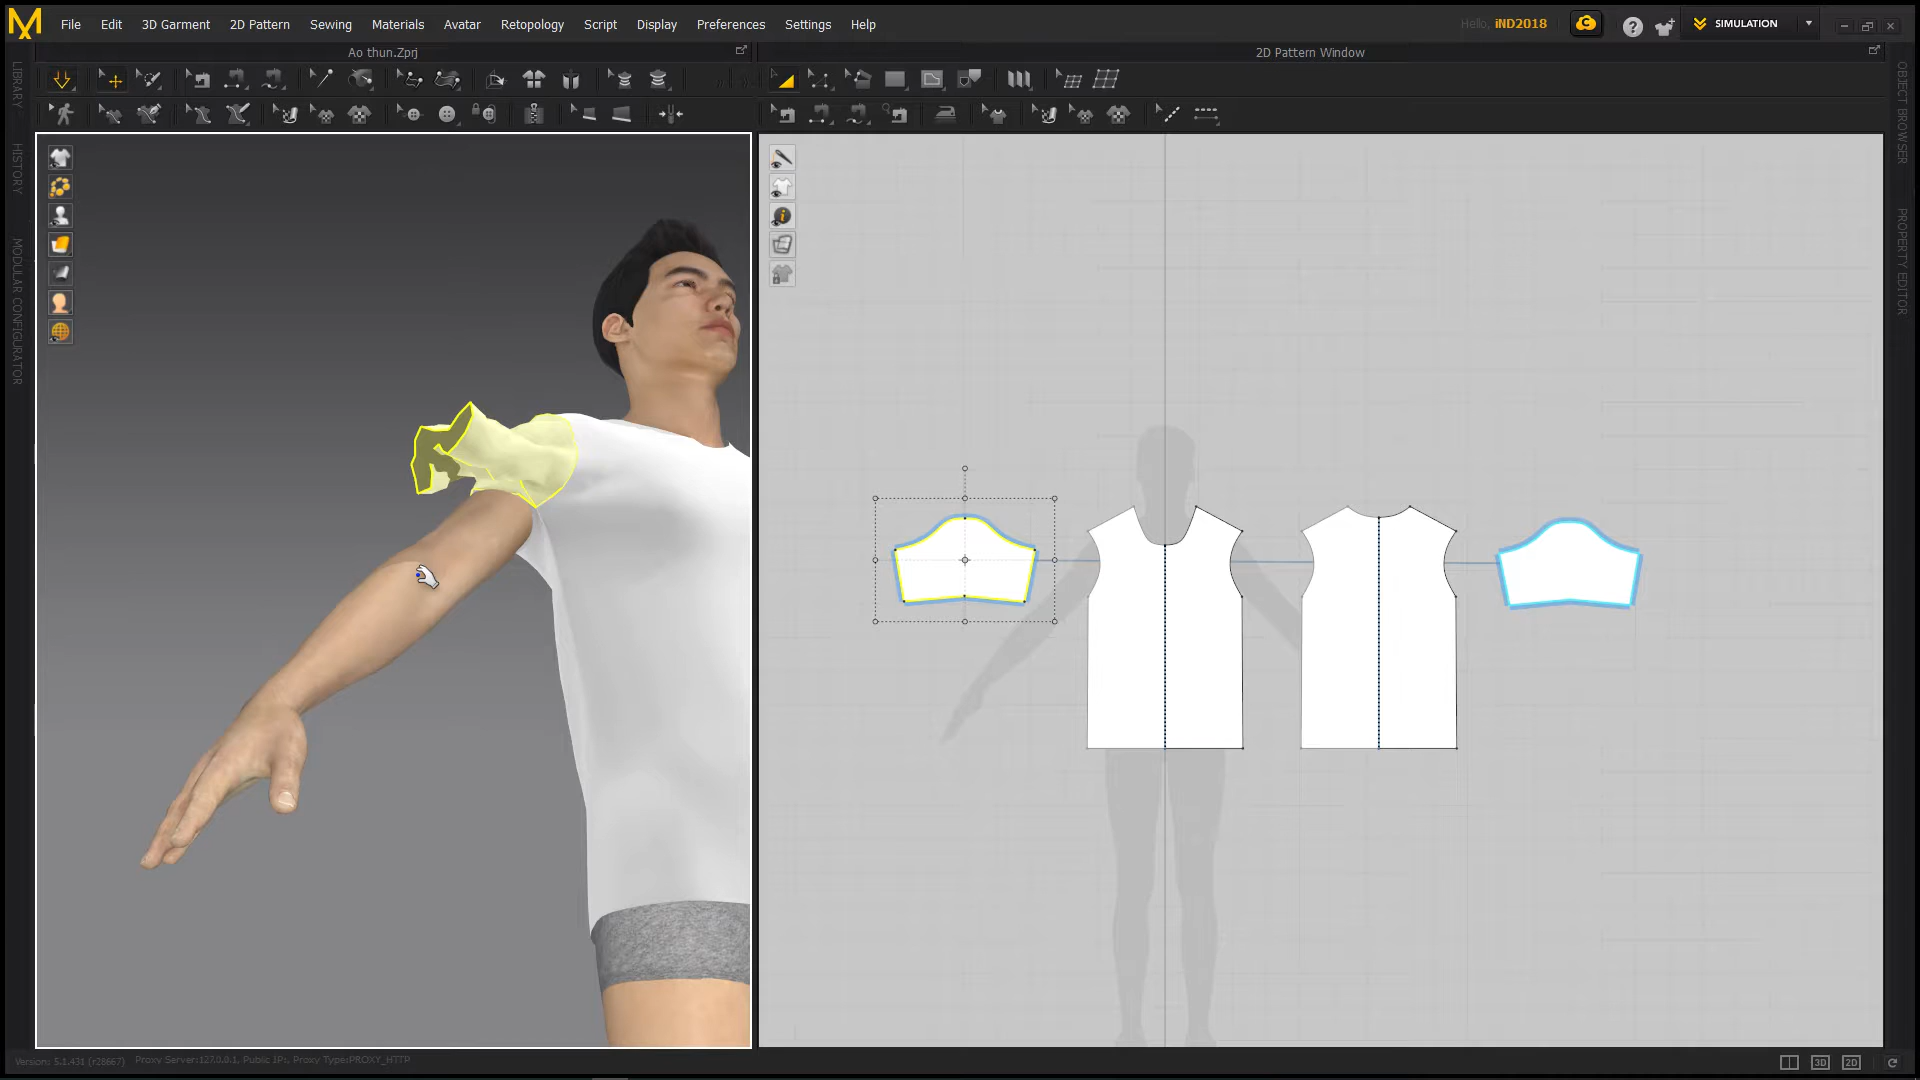 File Edit 3D Garment 2D Pattern Sewing Materials Avatar Retopology Script Display Preferences Settings Help
Hello, iND2018
SIMULATION
Ao thun.Zprj
2D Pattern Window
LIBRARY
HISTORY
MODULAR CONFIGURATOR
OBJECT BROWSER
PROPERTY EDITOR
Version: 5.1.431 (r28667) Proxy Server:127.0.0.1, Public IP:, Proxy Type:PROXY_HTTP
3D
2D